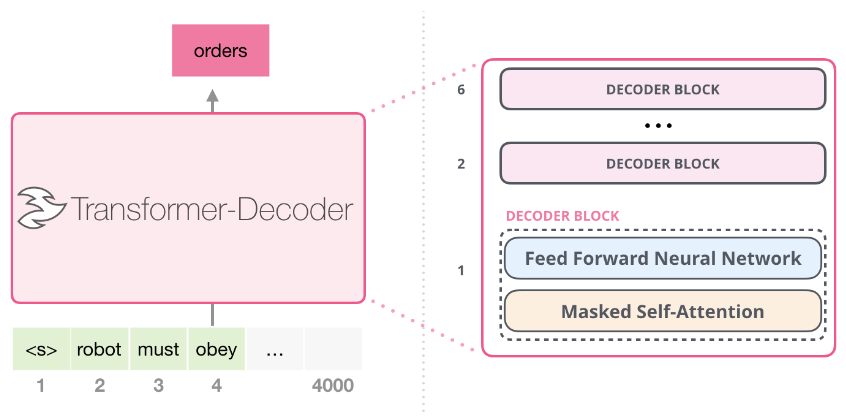 orders
Transformer-Decoder
<s> robot must obey ...
1 2 3 4 4000
6 DECODER BLOCK
...
2 DECODER BLOCK
DECODER BLOCK
1
Feed Forward Neural Network
Masked Self-Attention